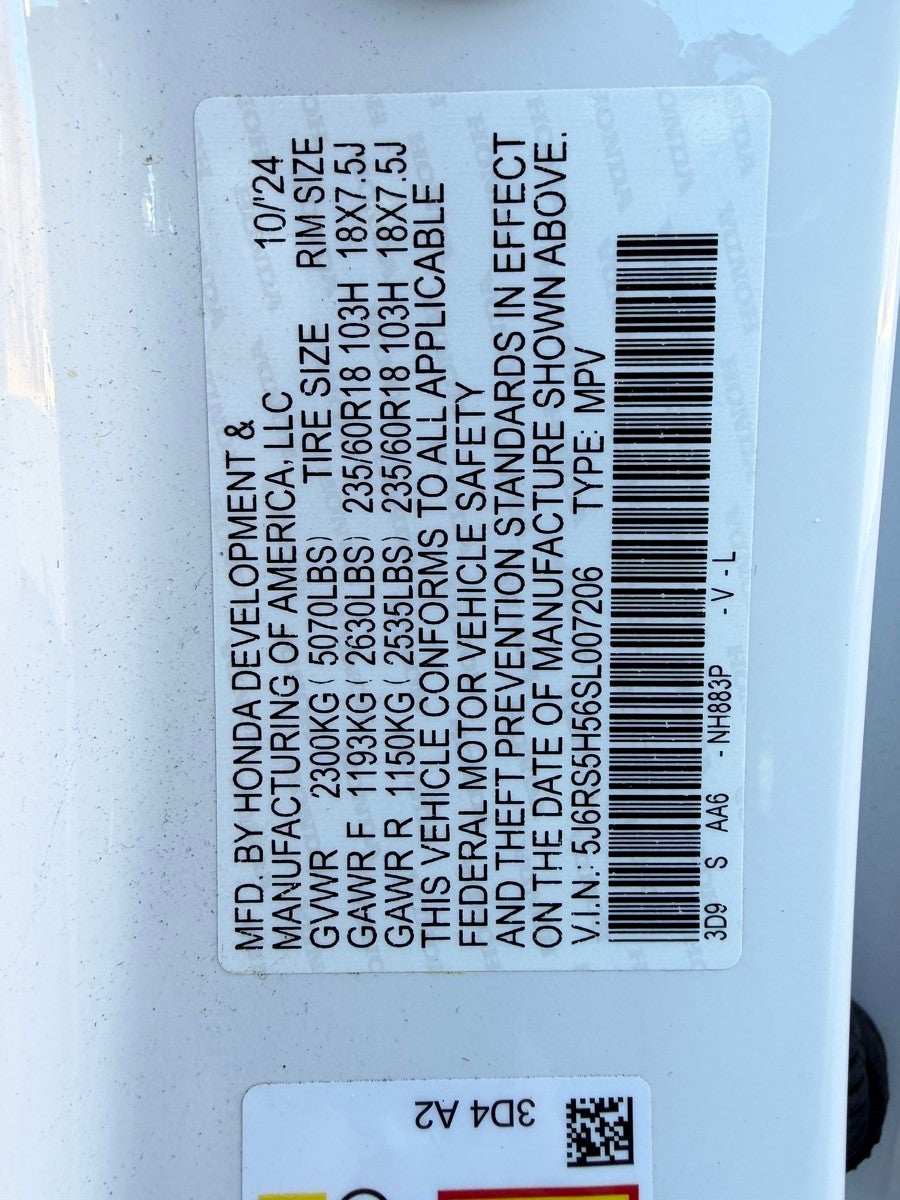 MFD. BY HONDA DEVELOPMENT & 10/'24
MANUFACTURING OF AMERICA, LLC
TIRE SIZE RIM SIZE
GVWR 2300KG ( 5070LBS)
GAWR F 1193KG ( 2630LBS) 235/60R18 103H 18X7.5J
GAWR R 1150KG ( 2535LBS) 235/60R18 103H 18X7.5J
THIS VEHICLE CONFORMS TO ALL APPLICABLE
FEDERAL MOTOR VEHICLE SAFETY
AND THEFT PREVENTION STANDARDS IN EFFECT
ON THE DATE OF MANUFACTURE SHOWN ABOVE.
V.I.N.: 5J6RS5H56SL007206 TYPE: MPV
3D9 S AA6 - NH883P - V - L
3D4 A2